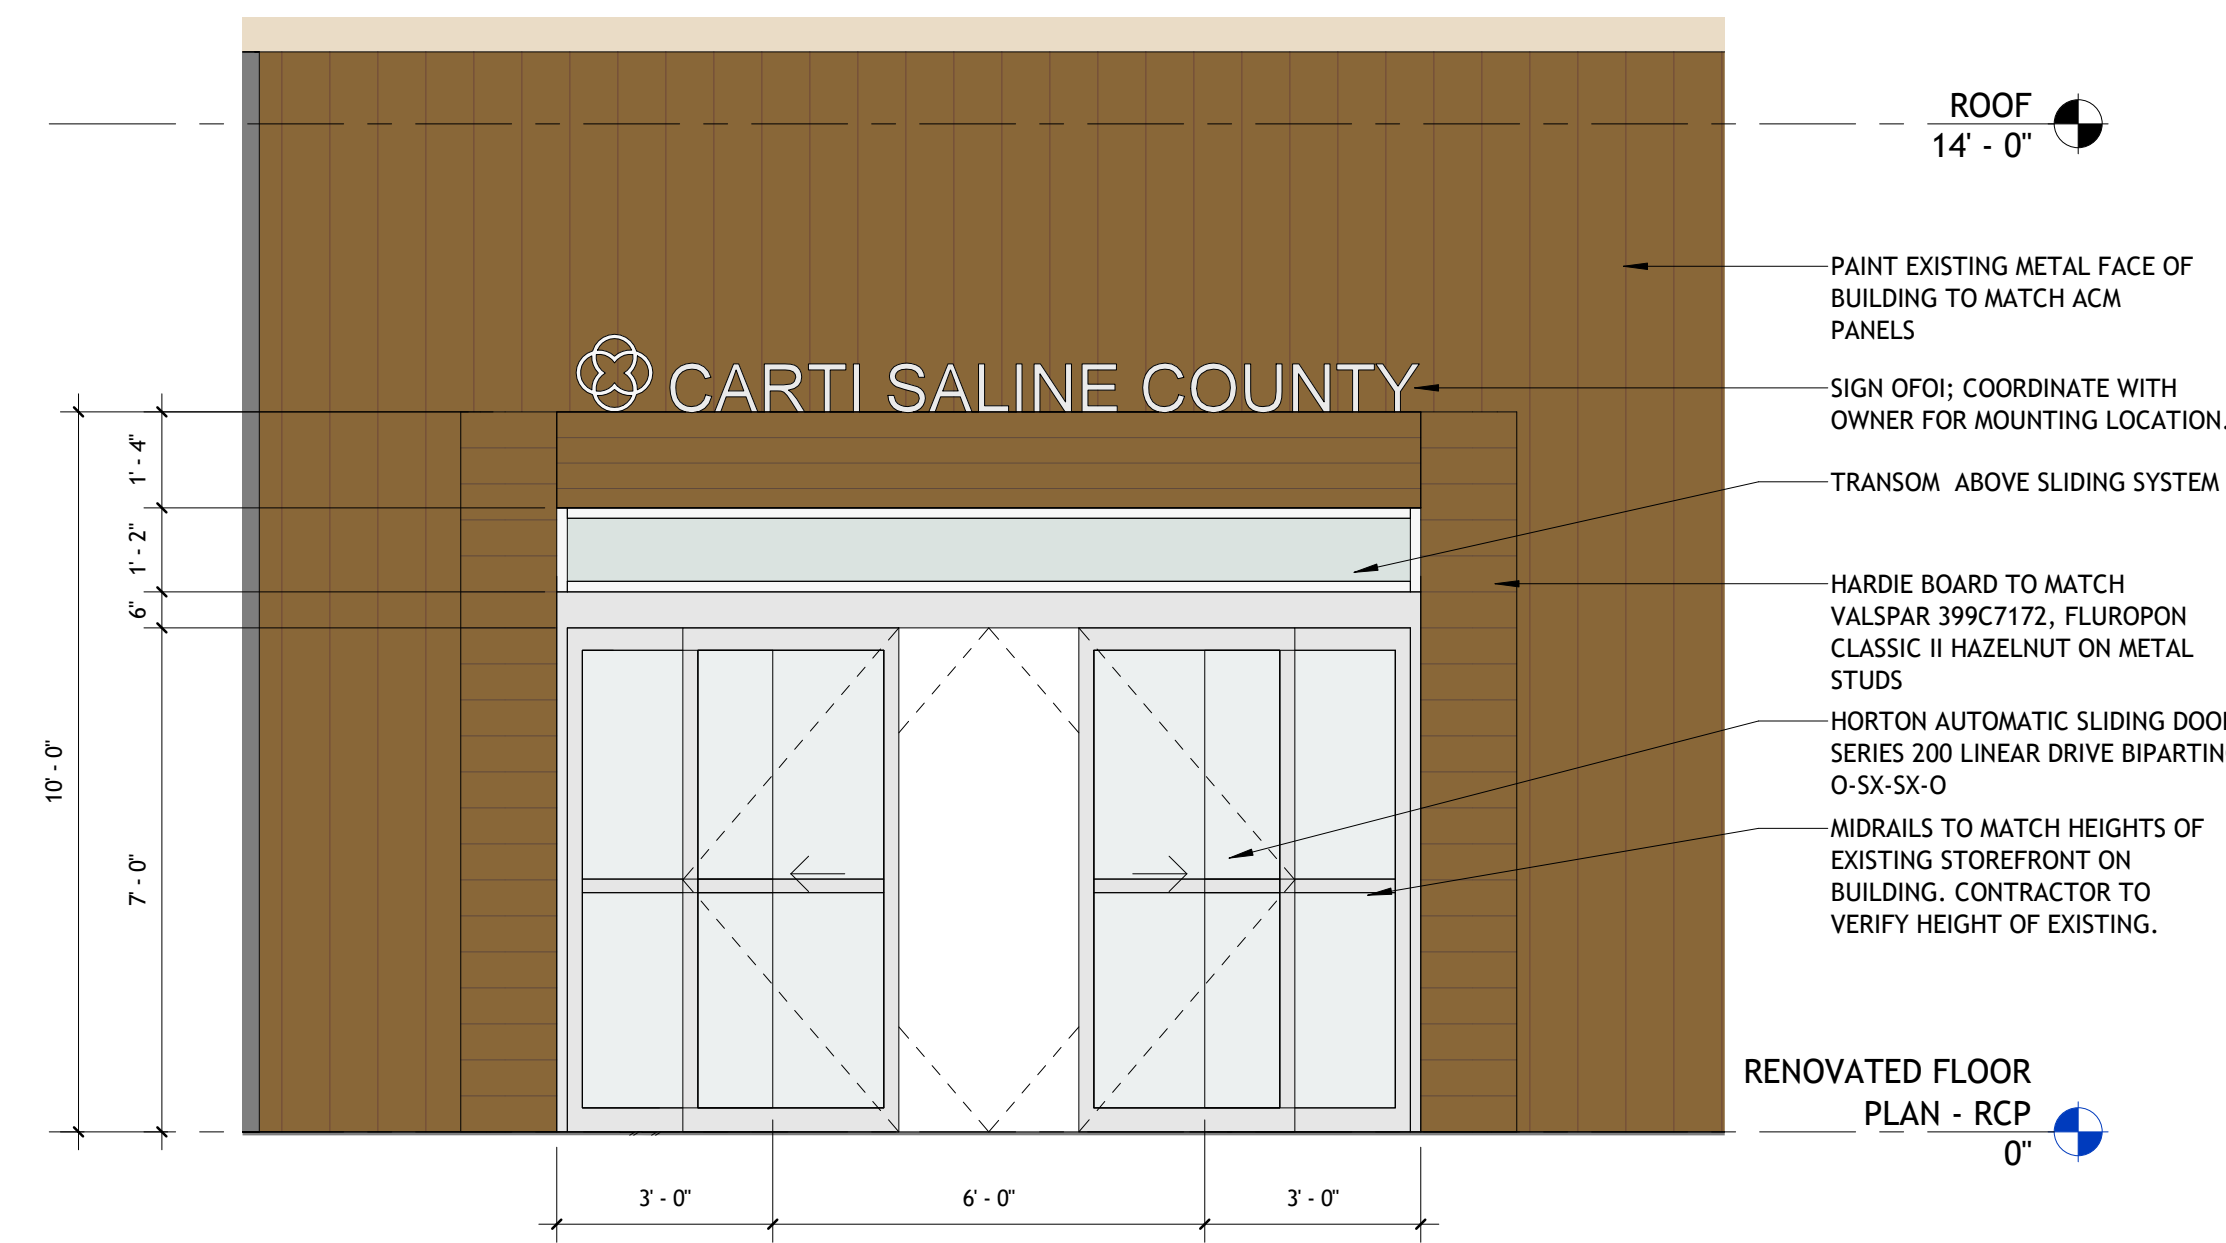 ROOF
14' - 0"
PAINT EXISTING METAL FACE OF
BUILDING TO MATCH ACM
PANELS
CARTI SALINE COUNTY
SIGN OFOI; COORDINATE WITH
OWNER FOR MOUNTING LOCATION.
1' - 4"
TRANSOM ABOVE SLIDING SYSTEM
1' - 2"
6"
HARDIE BOARD TO MATCH
VALSPAR 399C7172, FLUROPON
CLASSIC II HAZELNUT ON METAL
STUDS
HORTON AUTOMATIC SLIDING
SERIES 200 LINEAR DRIVE
O-SX-SX-O
10' - 0"
7' - 0"
MIDRAILS TO MATCH HEIGHTS OF
EXISTING STOREFRONT ON
BUILDING. CONTRACTOR TO
VERIFY HEIGHT OF EXISTING.
RENOVATED FLOOR
PLAN - RCP
0"
3' - 0" 6' - 0" 3' - 0"